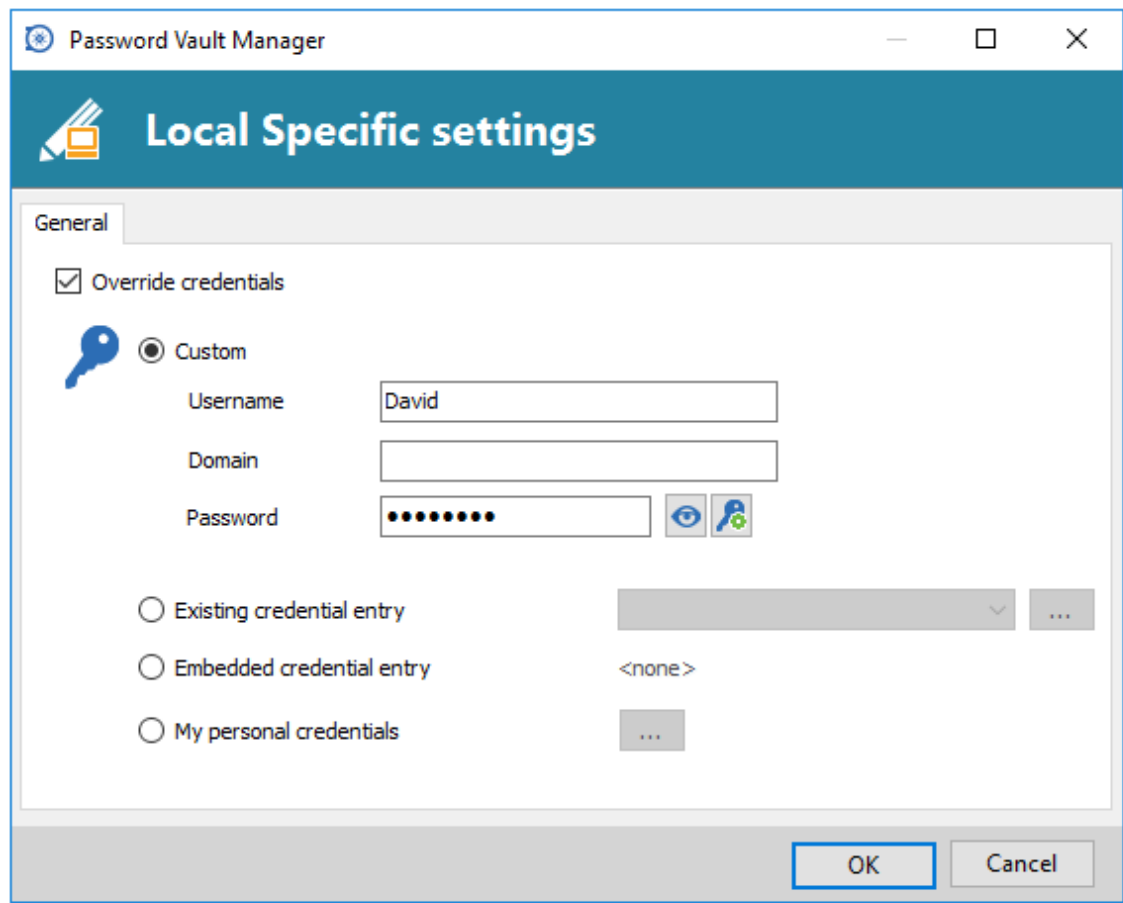 Password Vault Manager
Local Specific settings
General
Override credentials
Custom
Username David
Domain
Password ••••••••
Existing credential entry ...
Embedded credential entry <none>
My personal credentials ...
OK Cancel